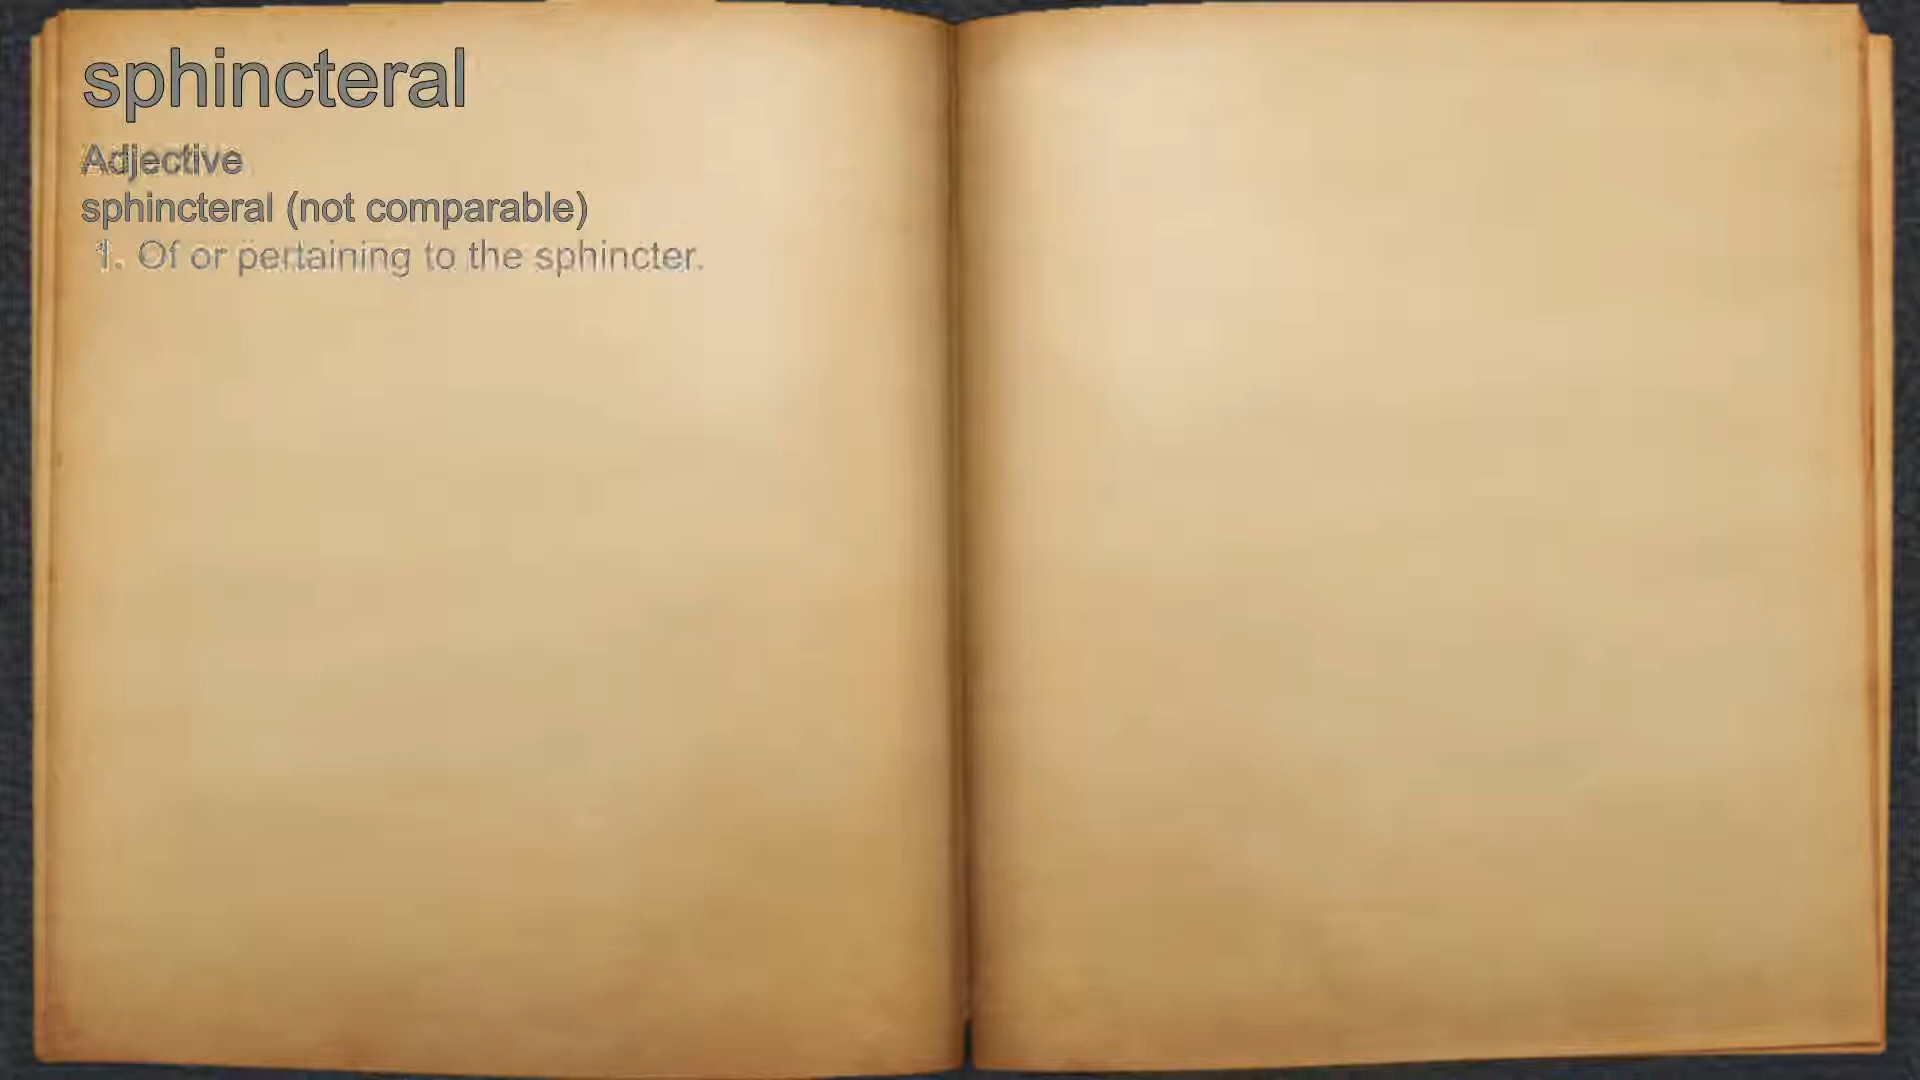 sphincteral
Adjective
sphincteral (not comparable)
1. Of or pertaining to the sphincter.